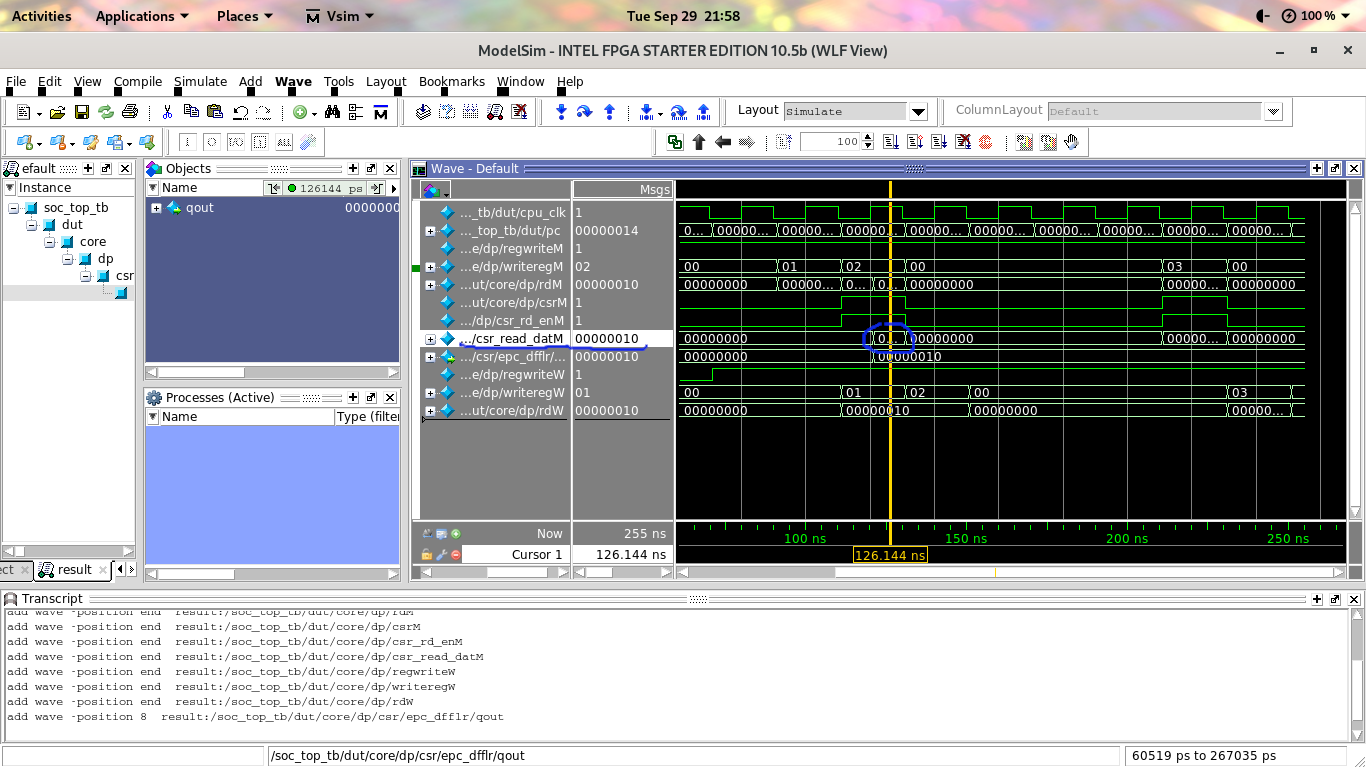 Activities Applications Places Vsim Tue Sep 29 21:58 100 %
ModelSim - INTEL FPGA STARTER EDITION 10.5b (WLF View)
File Edit View Compile Simulate Add Wave Tools Layout Bookmarks Window Help
Layout Simulate ColumnLayout Default
100
efault
Instance
soc_top_tb
dut
core
dp
csr
ect result
Objects
Name 126144 ps
qout 0000000
Processes (Active)
Name Type (filter
Wave - Default
Msgs
..._tb/dut/cpu_clk 1
..._top_tb/dut/pc 00000014 0... 00000... 00000... 00000... 00000... 00000... 00000... 00000... 00000...
...e/dp/regwriteM 1
...e/dp/writeregM 02 00 01 02 00 03 00
...ut/core/dp/rdM 00000010 00000000 00000... 0... 0... 00000000 00000... 00000000
...ut/core/dp/csrM 1
.../dp/csr_rd_enM 1
.../csr_read_datM 00000010 00000000 0... 00000000 00000... 00000000
.../csr/epc_dfflr/... 00000010 00000000 00000010
...e/dp/regwriteW 1
...e/dp/writeregW 01 00 01 02 00 03
...ut/core/dp/rdW 00000010 00000000 00000010 00000000 00000...
Now 255 ns 100 ns 150 ns 200 ns 250 ns
Cursor 1 126.144 ns 126.144 ns
Transcript
add wave -position end result:/soc_top_tb/dut/core/dp/rdM
add wave -position end result:/soc_top_tb/dut/core/dp/csrM
add wave -position end result:/soc_top_tb/dut/core/dp/csr_rd_enM
add wave -position end result:/soc_top_tb/dut/core/dp/csr_read_datM
add wave -position end result:/soc_top_tb/dut/core/dp/regwriteW
add wave -position end result:/soc_top_tb/dut/core/dp/writeregW
add wave -position end result:/soc_top_tb/dut/core/dp/rdW
add wave -position 8 result:/soc_top_tb/dut/core/dp/csr/epc_dfflr/qout
/soc_top_tb/dut/core/dp/csr/epc_dfflr/qout 60519 ps to 267035 ps